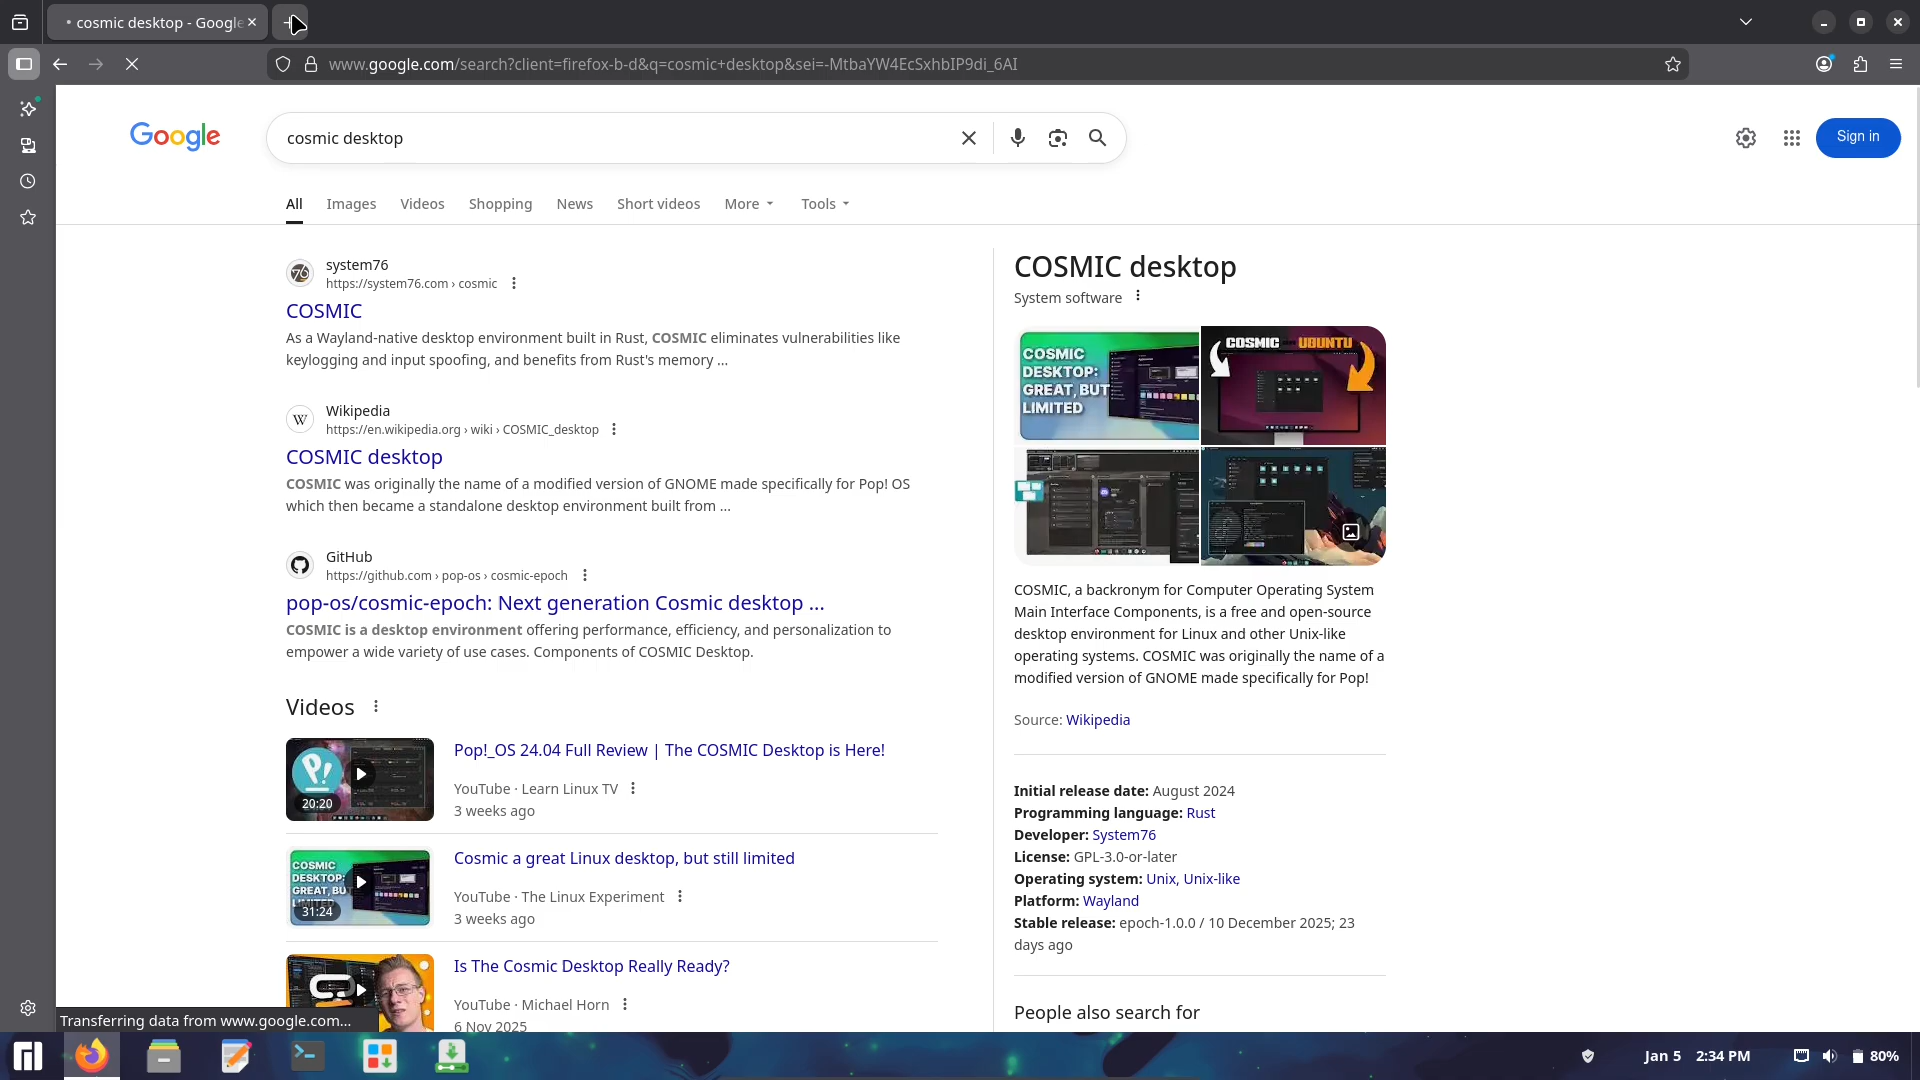 cosmic desktop - Google
www.google.com/search?client=firefox-b-d&q=cosmic+desktop&sei=-MtbaYW4EcSxhbIP9di_6AI
Google
cosmic desktop
Sign in
All
Images
Videos
Shopping
News
Short videos
More
Tools
system76
https://system76.com › cosmic
COSMIC
As a Wayland-native desktop environment built in Rust, COSMIC eliminates vulnerabilities like
keylogging and input spoofing, and benefits from Rust's memory ...
Wikipedia
https://en.wikipedia.org › wiki › COSMIC_desktop
COSMIC desktop
COSMIC was originally the name of a modified version of GNOME made specifically for Pop! OS
which then became a standalone desktop environment built from ...
GitHub
https://github.com › pop-os › cosmic-epoch
pop-os/cosmic-epoch: Next generation Cosmic desktop ...
COSMIC is a desktop environment offering performance, efficiency, and personalization to
empower a wide variety of use cases. Components of COSMIC Desktop.
Videos
20:20
Pop!_OS 24.04 Full Review | The COSMIC Desktop is Here!
YouTube · Learn Linux TV
3 weeks ago
COSMIC
DESKTOP:
GREAT, BUT
31:24
Cosmic a great Linux desktop, but still limited
YouTube · The Linux Experiment
3 weeks ago
Is The Cosmic Desktop Really Ready?
YouTube · Michael Horn
6 Nov 2025
COSMIC desktop
System software
COSMIC
DESKTOP:
GREAT, BUT
LIMITED
COSMIC
UBUNTU
COSMIC, a backronym for Computer Operating System
Main Interface Components, is a free and open-source
desktop environment for Linux and other Unix-like
operating systems. COSMIC was originally the name of a
modified version of GNOME made specifically for Pop!
Source: Wikipedia
Initial release date: August 2024
Programming language: Rust
Developer: System76
License: GPL-3.0-or-later
Operating system: Unix, Unix-like
Platform: Wayland
Stable release: epoch-1.0.0 / 10 December 2025; 23
days ago
People also search for
Transferring data from www.google.com...
Jan 5 2:34 PM
80%